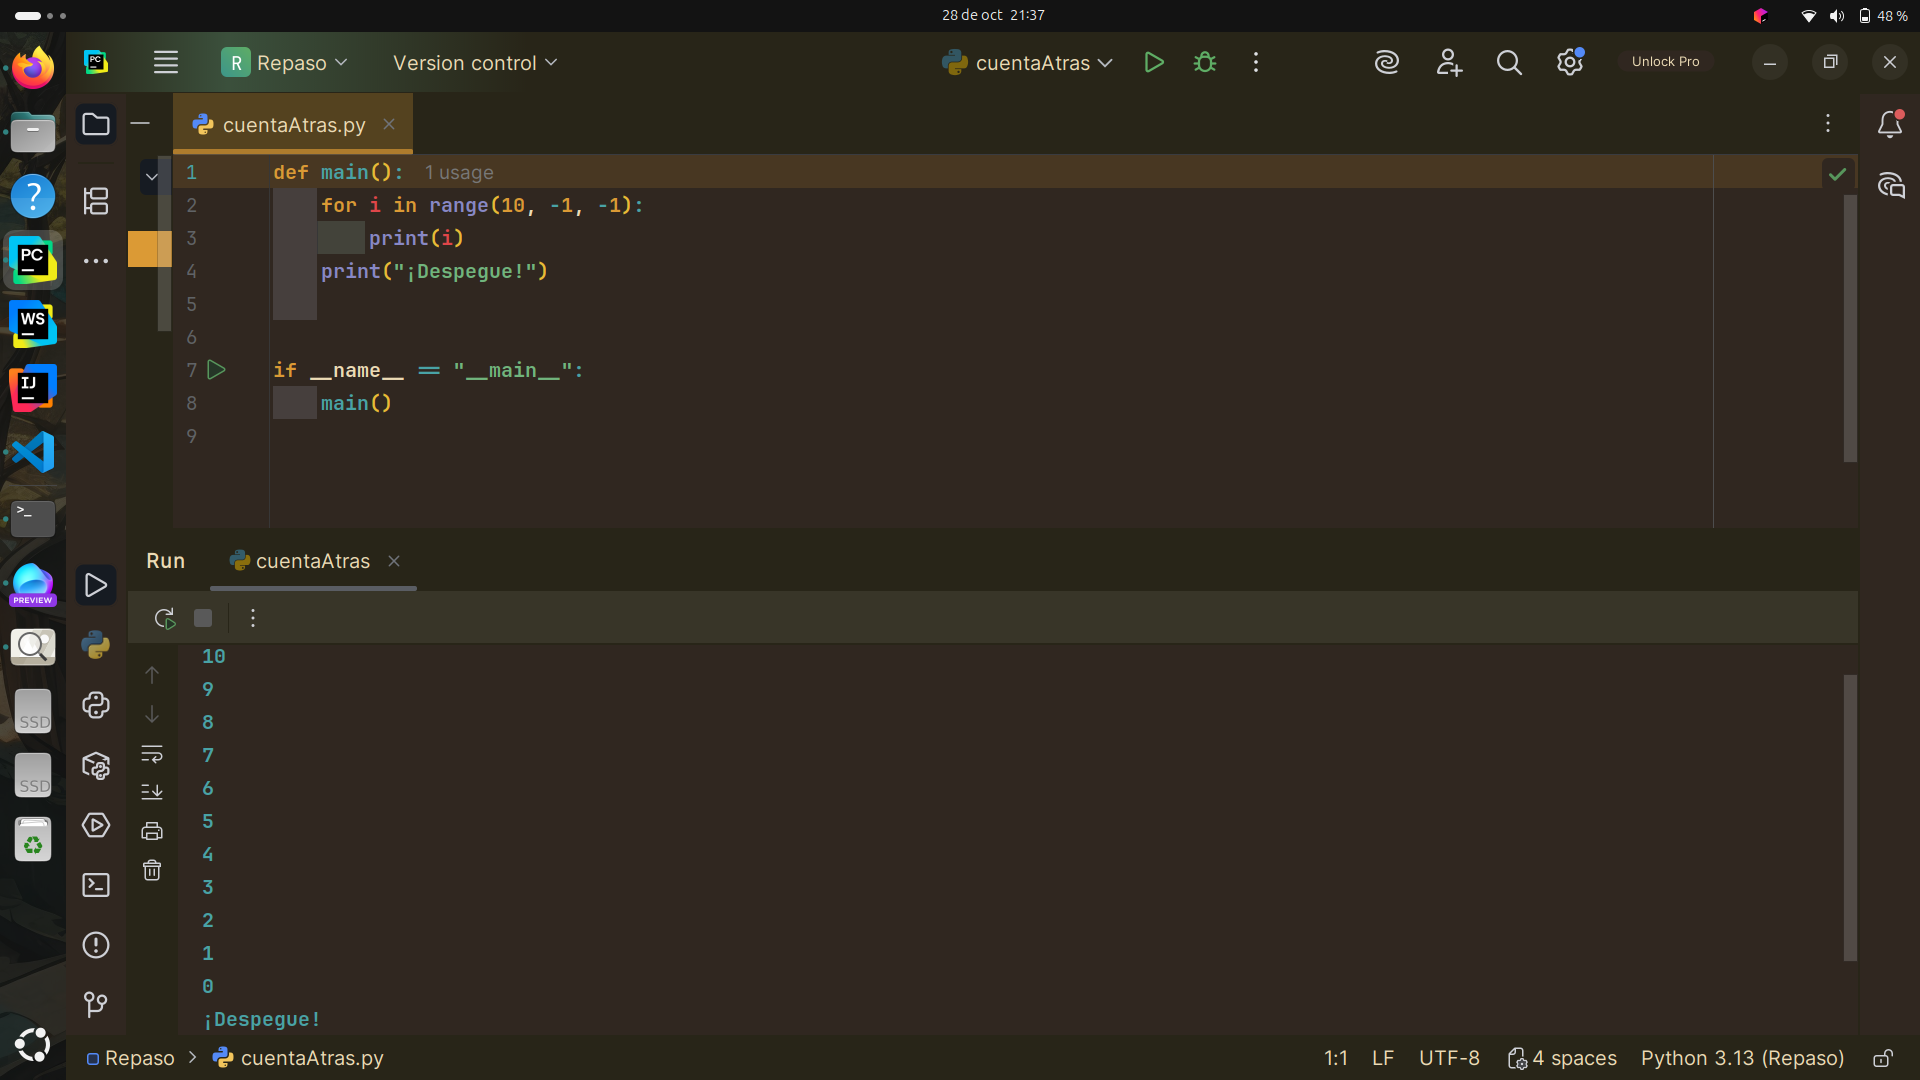 28 de oct 21:37
48 %
PC
R Repaso
Version control
cuentaAtras
Unlock Pro
cuentaAtras.py
1 def main(): 1 usage
2 for i in range(10, -1, -1):
3 print(i)
4 print("¡Despegue!")
5
6
7 if __name__ == "__main__":
8 main()
9
?
PC
WS
IJ
>_
PREVIEW
SSD
SSD
Run
cuentaAtras
10
9
8
7
6
5
4
3
2
1
0
¡Despegue!
Repaso > cuentaAtras.py
1:1 LF UTF-8 4 spaces Python 3.13 (Repaso)